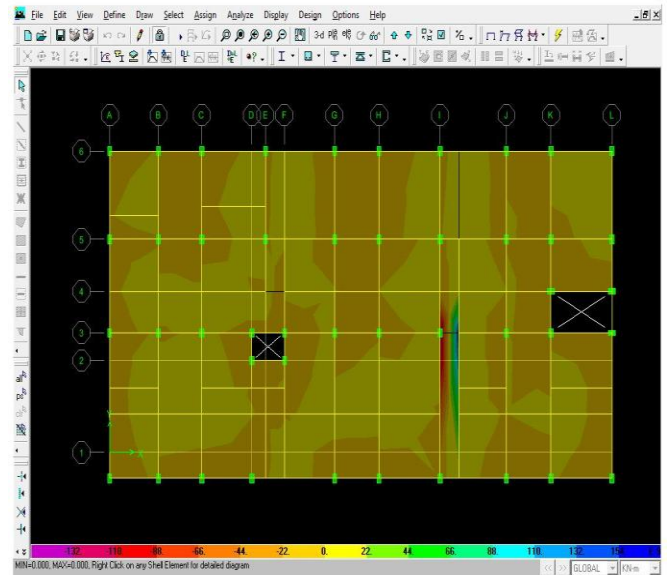 File Edit View Define Draw Select Assign Analyze Display Design Options Help
3-d
A B C D E F G H I J K L
6
5
4
3
2
1
Y
X
-132. -110. -88. -66. -44. -22. 0. 22. 44. 66. 88. 110. 132.
MIN=0.000, MAX=0.000, Right Click on any Shell Element for detailed diagram
GLOBAL KN-m